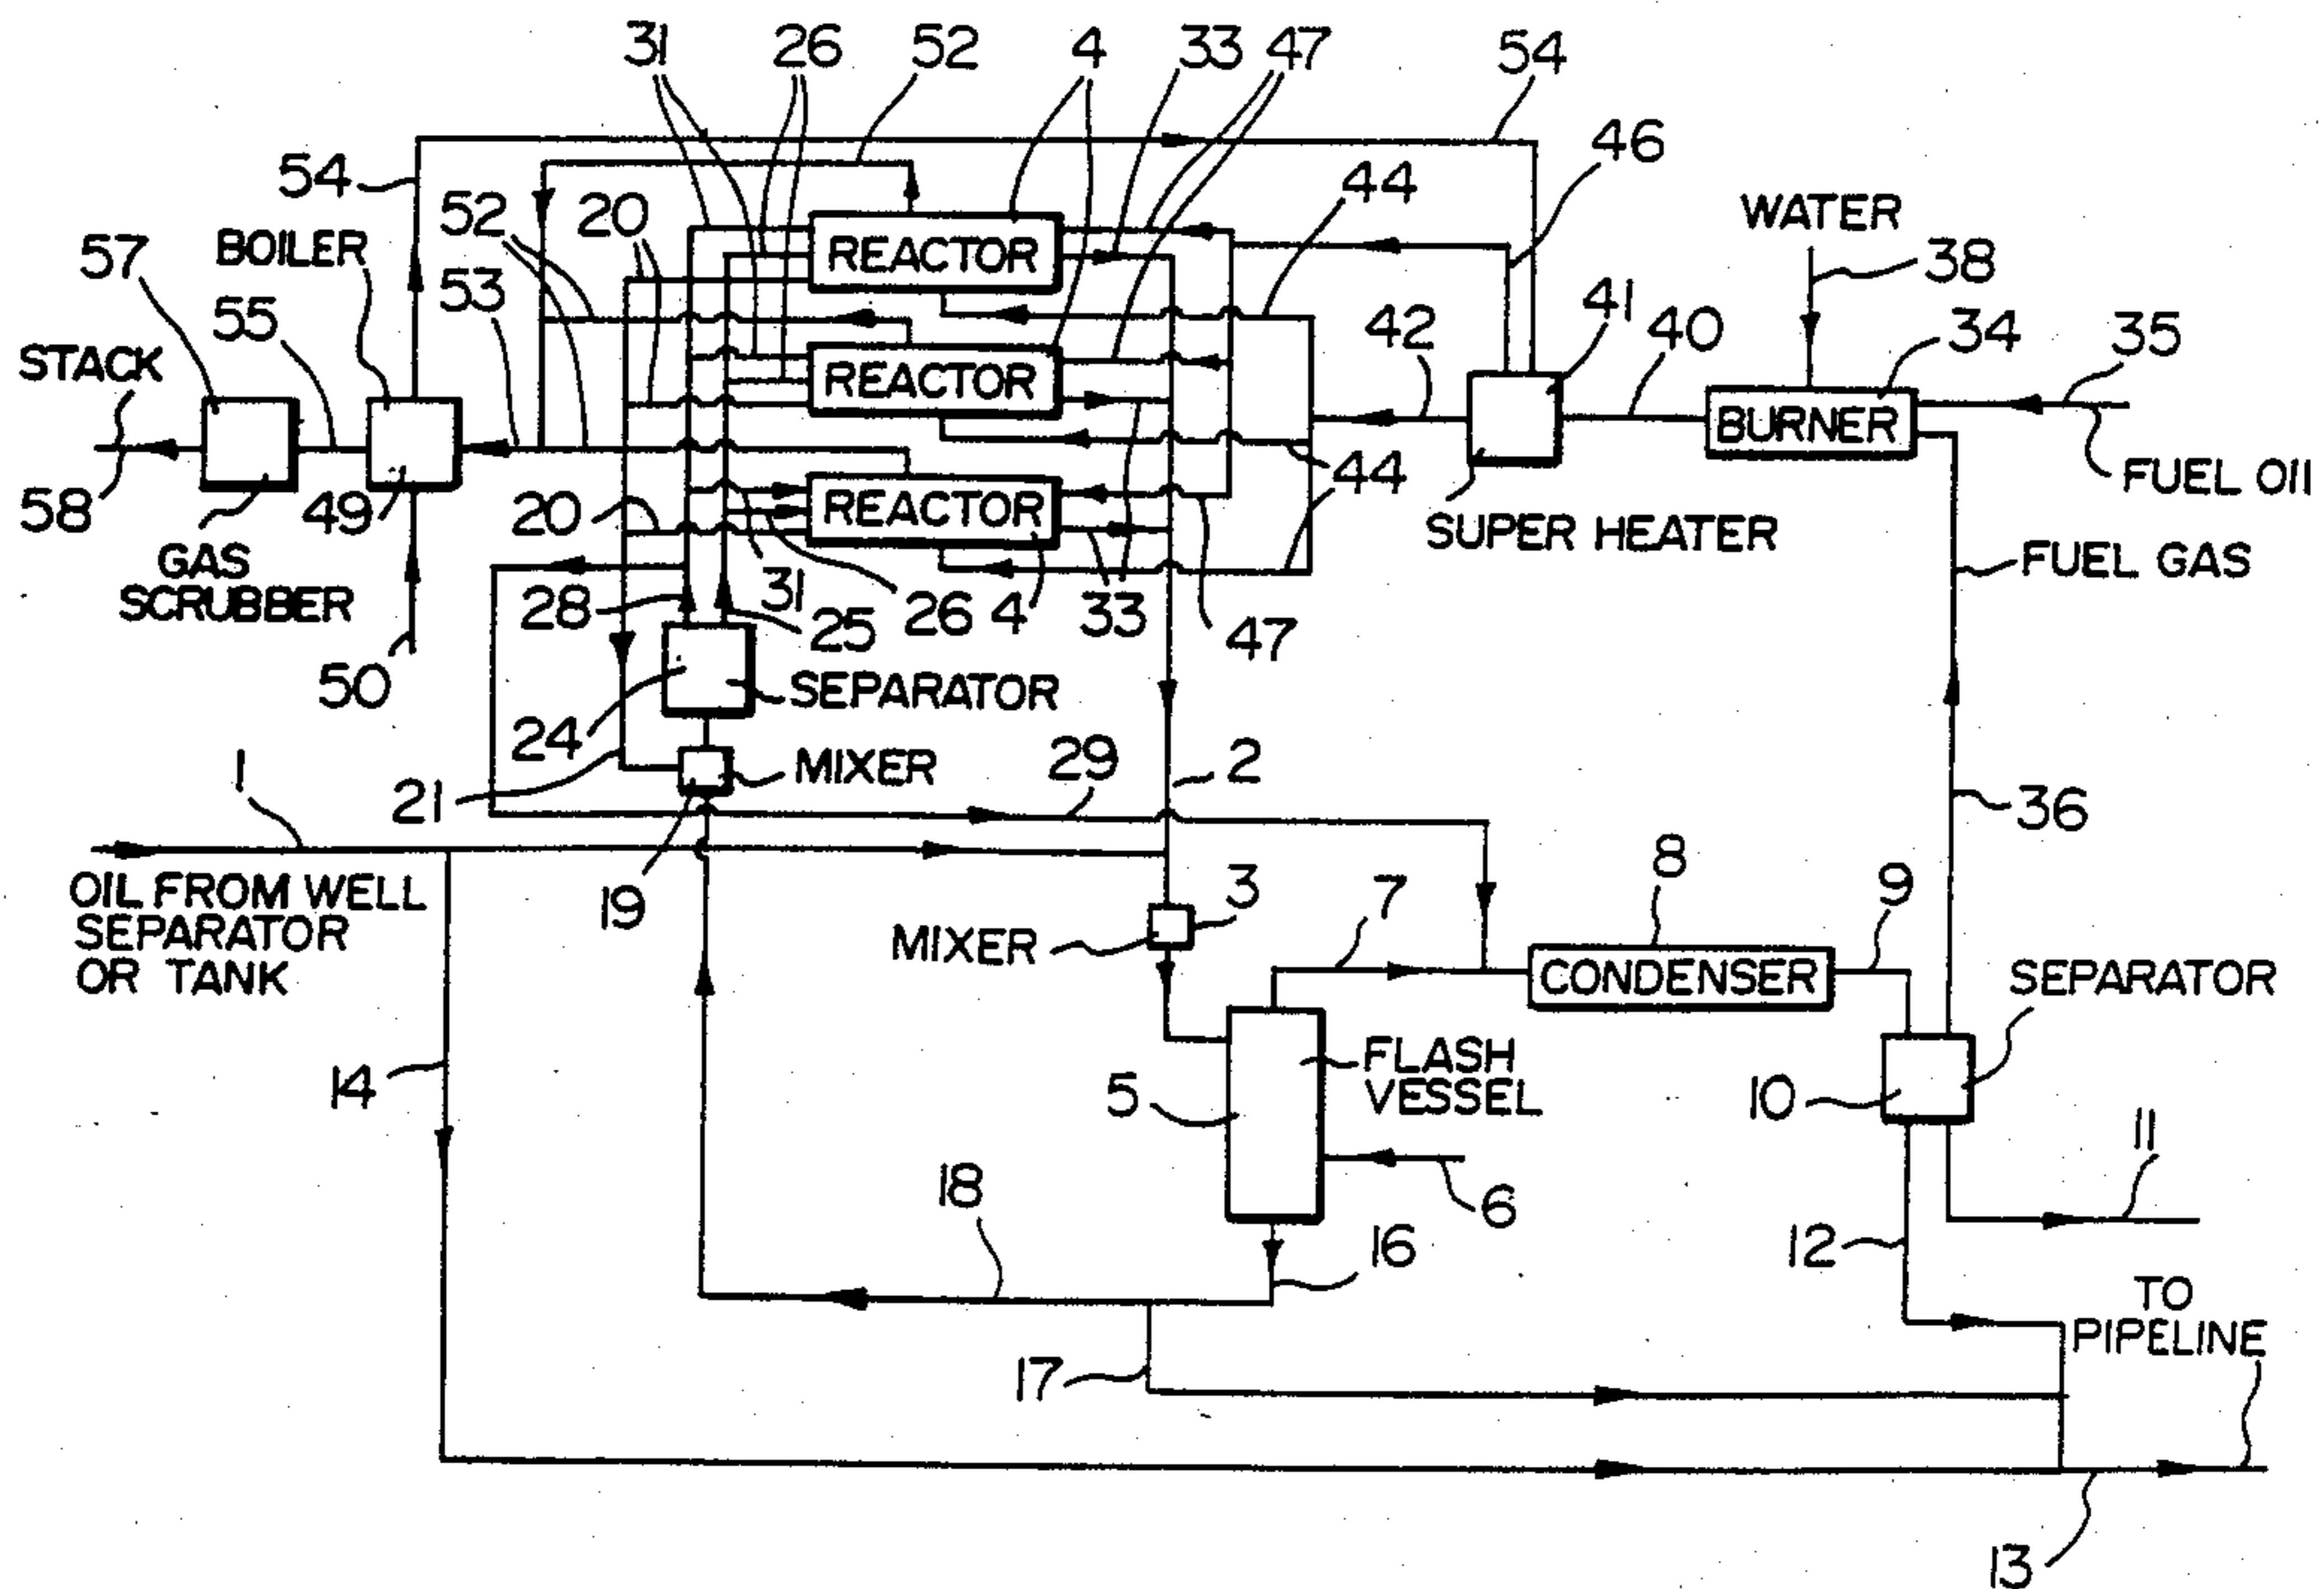 31 26 52 4 33 47 54
54 52 20 44 46 WATER
57 BOILER 53 REACTOR 38
55 42 41 40 34 35
STACK REACTOR BURNER
58 49 20 REACTOR 44 FUEL OIl
GAS
SCRUBBER
SUPER HEATER
FUEL GAS
28 31 25 26 4 33 47
50 24 SEPARATOR
21 MIXER 29 2 36
1
OIL FROM WELL
SEPARATOR
OR TANK
19 MIXER 3 7 8 9
CONDENSER SEPARATOR
14 5 FLASH
VESSEL
10 11
18 16 6 12
TO
PIPELINE
17
13